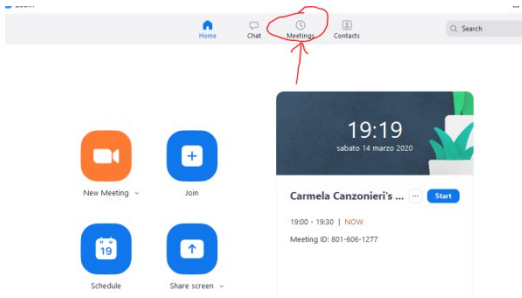 Home Chat Meetings Contacts Search
19:19
sabato 14 marzo 2020
New Meeting Join
Carmela Canzonieri's ... ... Start
19:00 - 19:30 | NOW
Meeting ID: 801-606-1277
19
Schedule Share screen